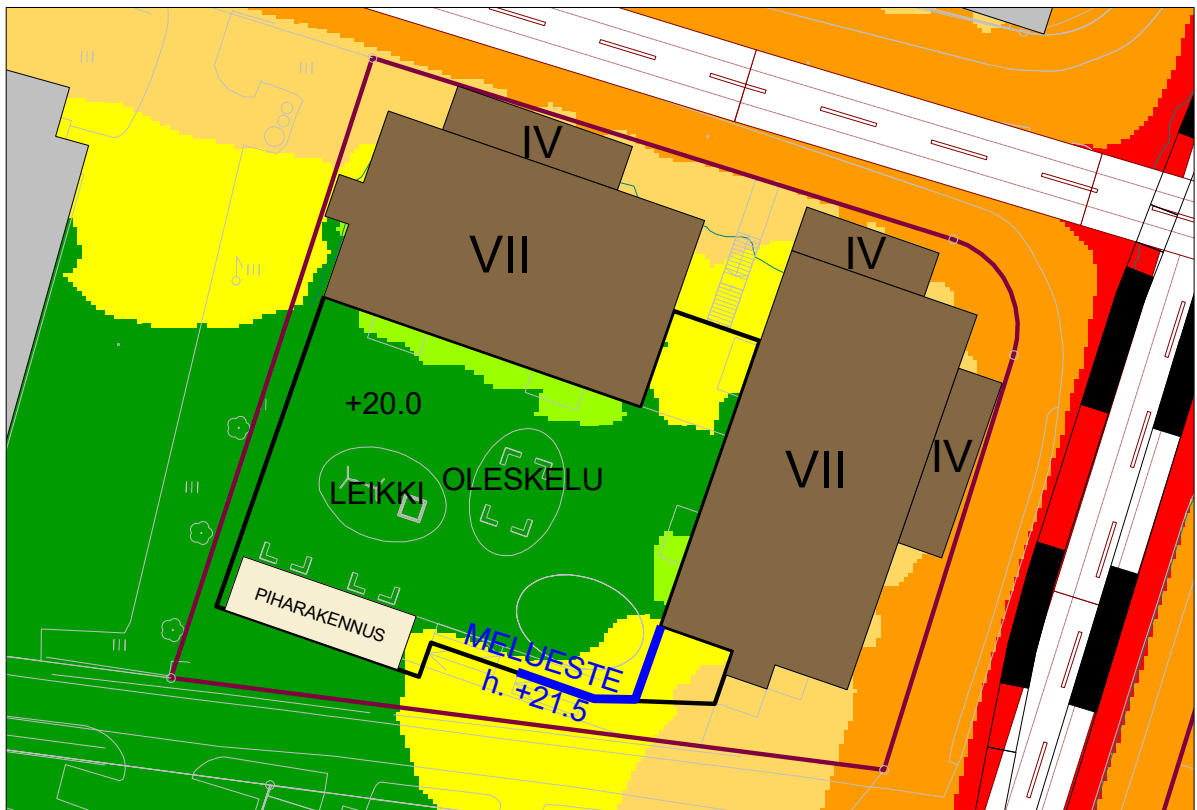 IV
VII
IV
+20.0
LEIKKI
OLESKELU
VII
IV
PIHARAKENNUS
MELUESTE
h. +21.5